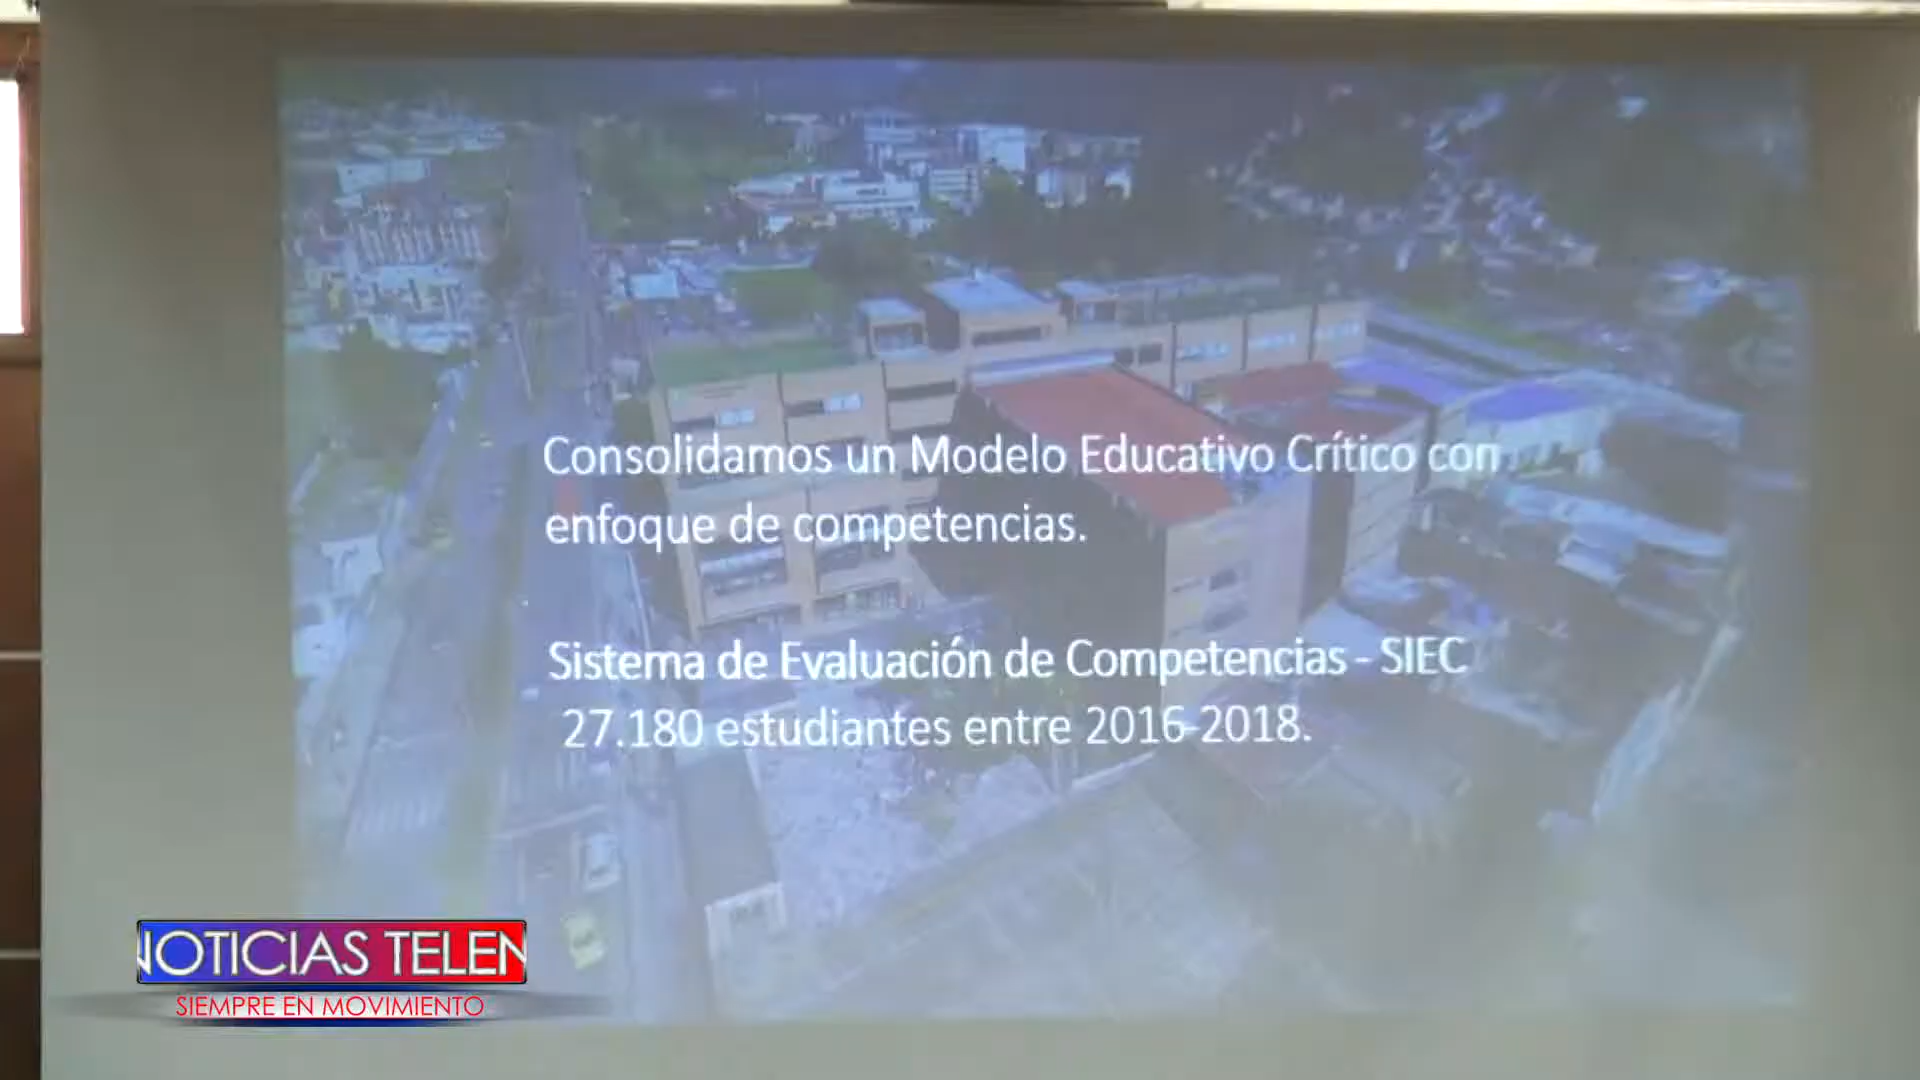 Consolidamos un Modelo Educativo Crítico con
enfoque de competencias.
Sistema de Evaluación de Competencias - SIEC
27.180 estudiantes entre 2016-2018.
NOTICIAS TELEN
SIEMPRE EN MOVIMIENTO